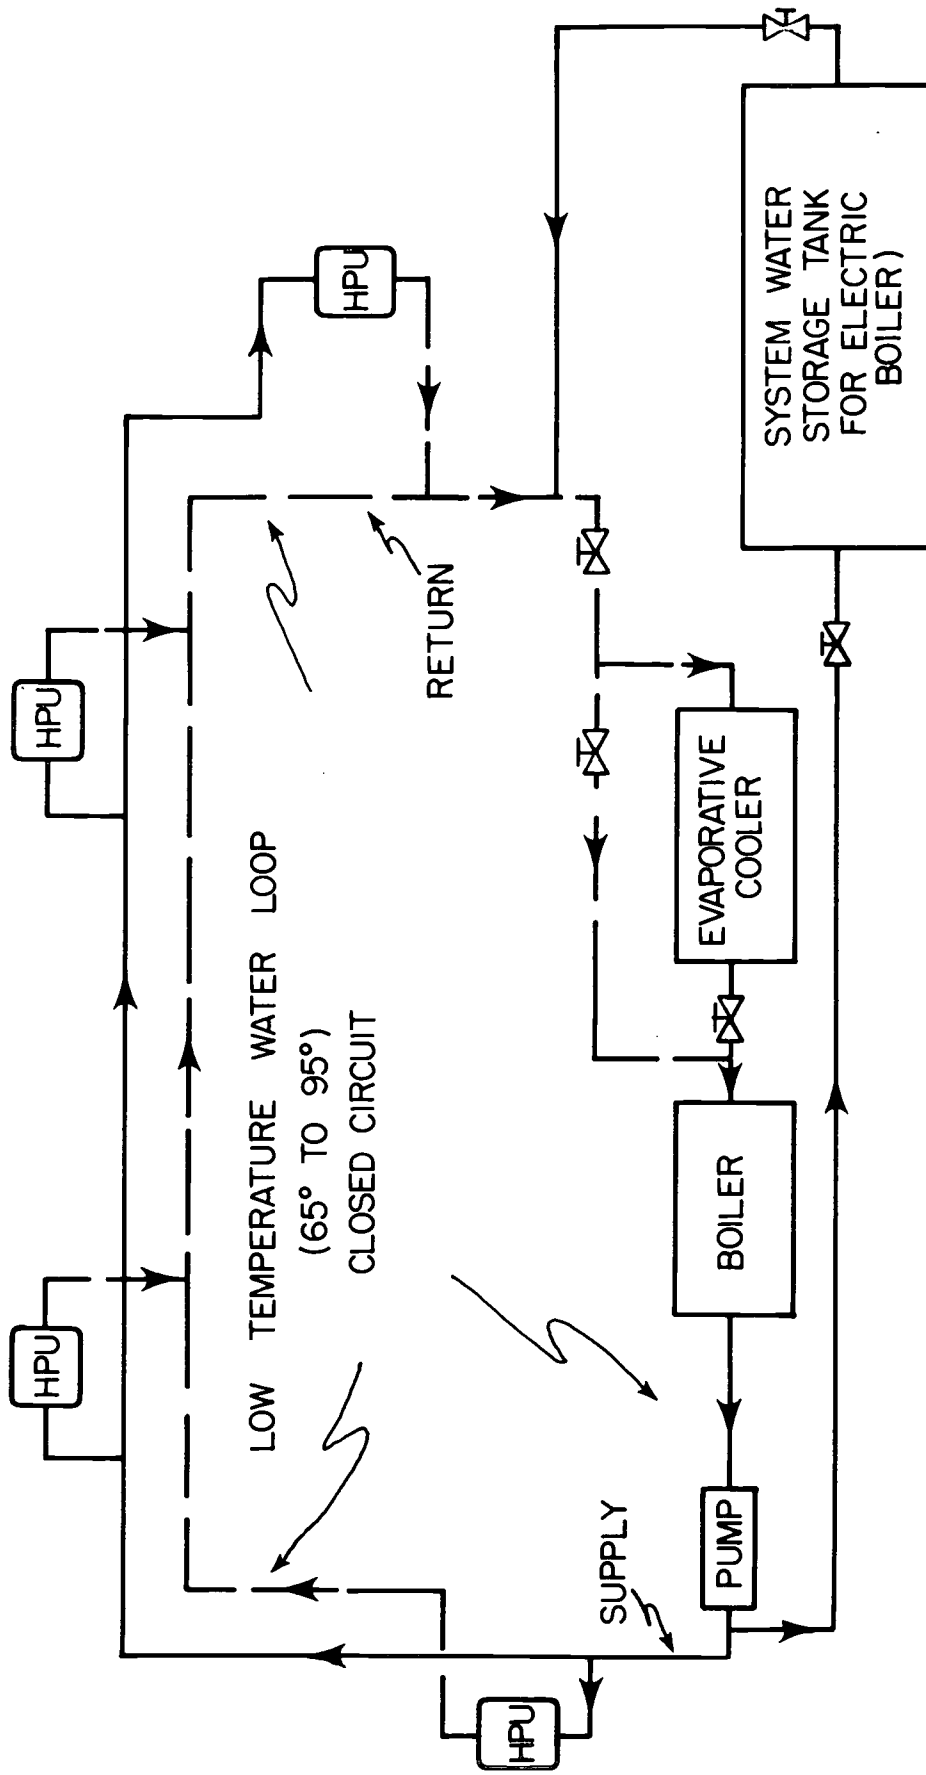 HPU
HPU
HPU
HPU
LOW TEMPERATURE WATER LOOP
(65° TO 95°)
CLOSED CIRCUIT
RETURN
SUPPLY
PUMP
BOILER
EVAPORATIVE
COOLER
SYSTEM WATER
STORAGE TANK
FOR ELECTRIC
BOILER)